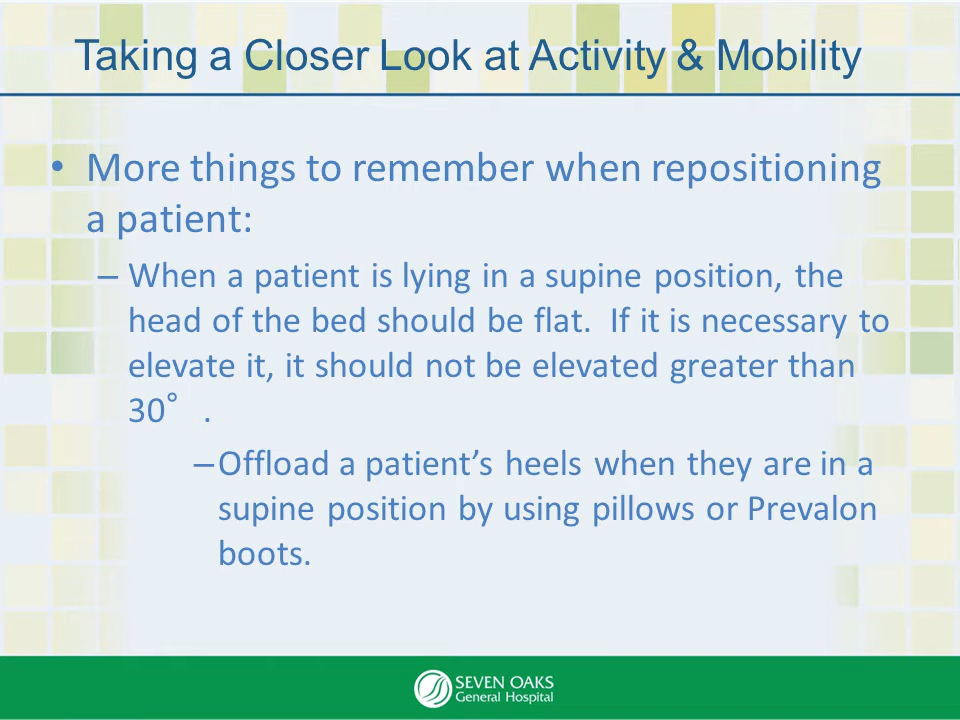 Taking a Closer Look at Activity & Mobility
• More things to remember when repositioning
a patient:
– When a patient is lying in a supine position, the
head of the bed should be flat.  If it is necessary to
elevate it, it should not be elevated greater than
30° .
–Offload a patient’s heels when they are in a
supine position by using pillows or Prevalon
boots.
SEVEN OAKS
General Hospital